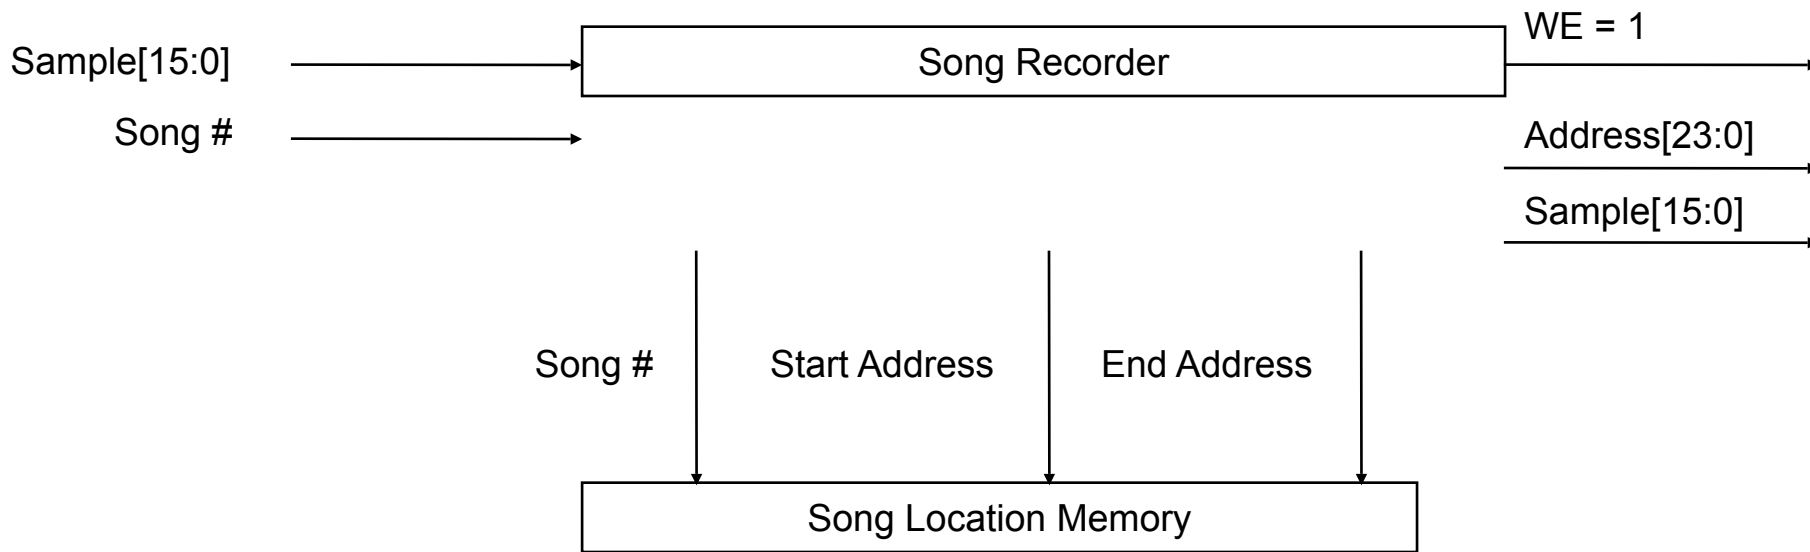 WE = 1
Sample[15:0]
Song Recorder
Song #
Address[23:0]
Sample[15:0]
Song #
Start Address
End Address
Song Location Memory